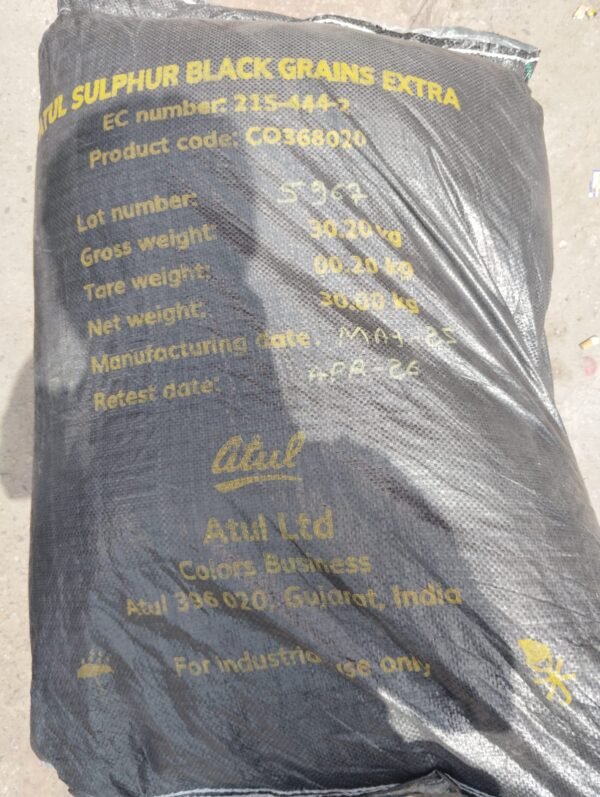 ATUL SULPHUR BLACK GRAINS EXTRA
EC number: 215-444-2
Product code: CO368020
Lot number: 5967
Gross weight: 30.20 kg
Tare weight: 00.20 kg
Net weight: 30.00 kg
Manufacturing date: MAY-25
Retest date: APR-26
atul
Atul Ltd
Colors Business
Atul 396 020, Gujarat, India
For industria use only